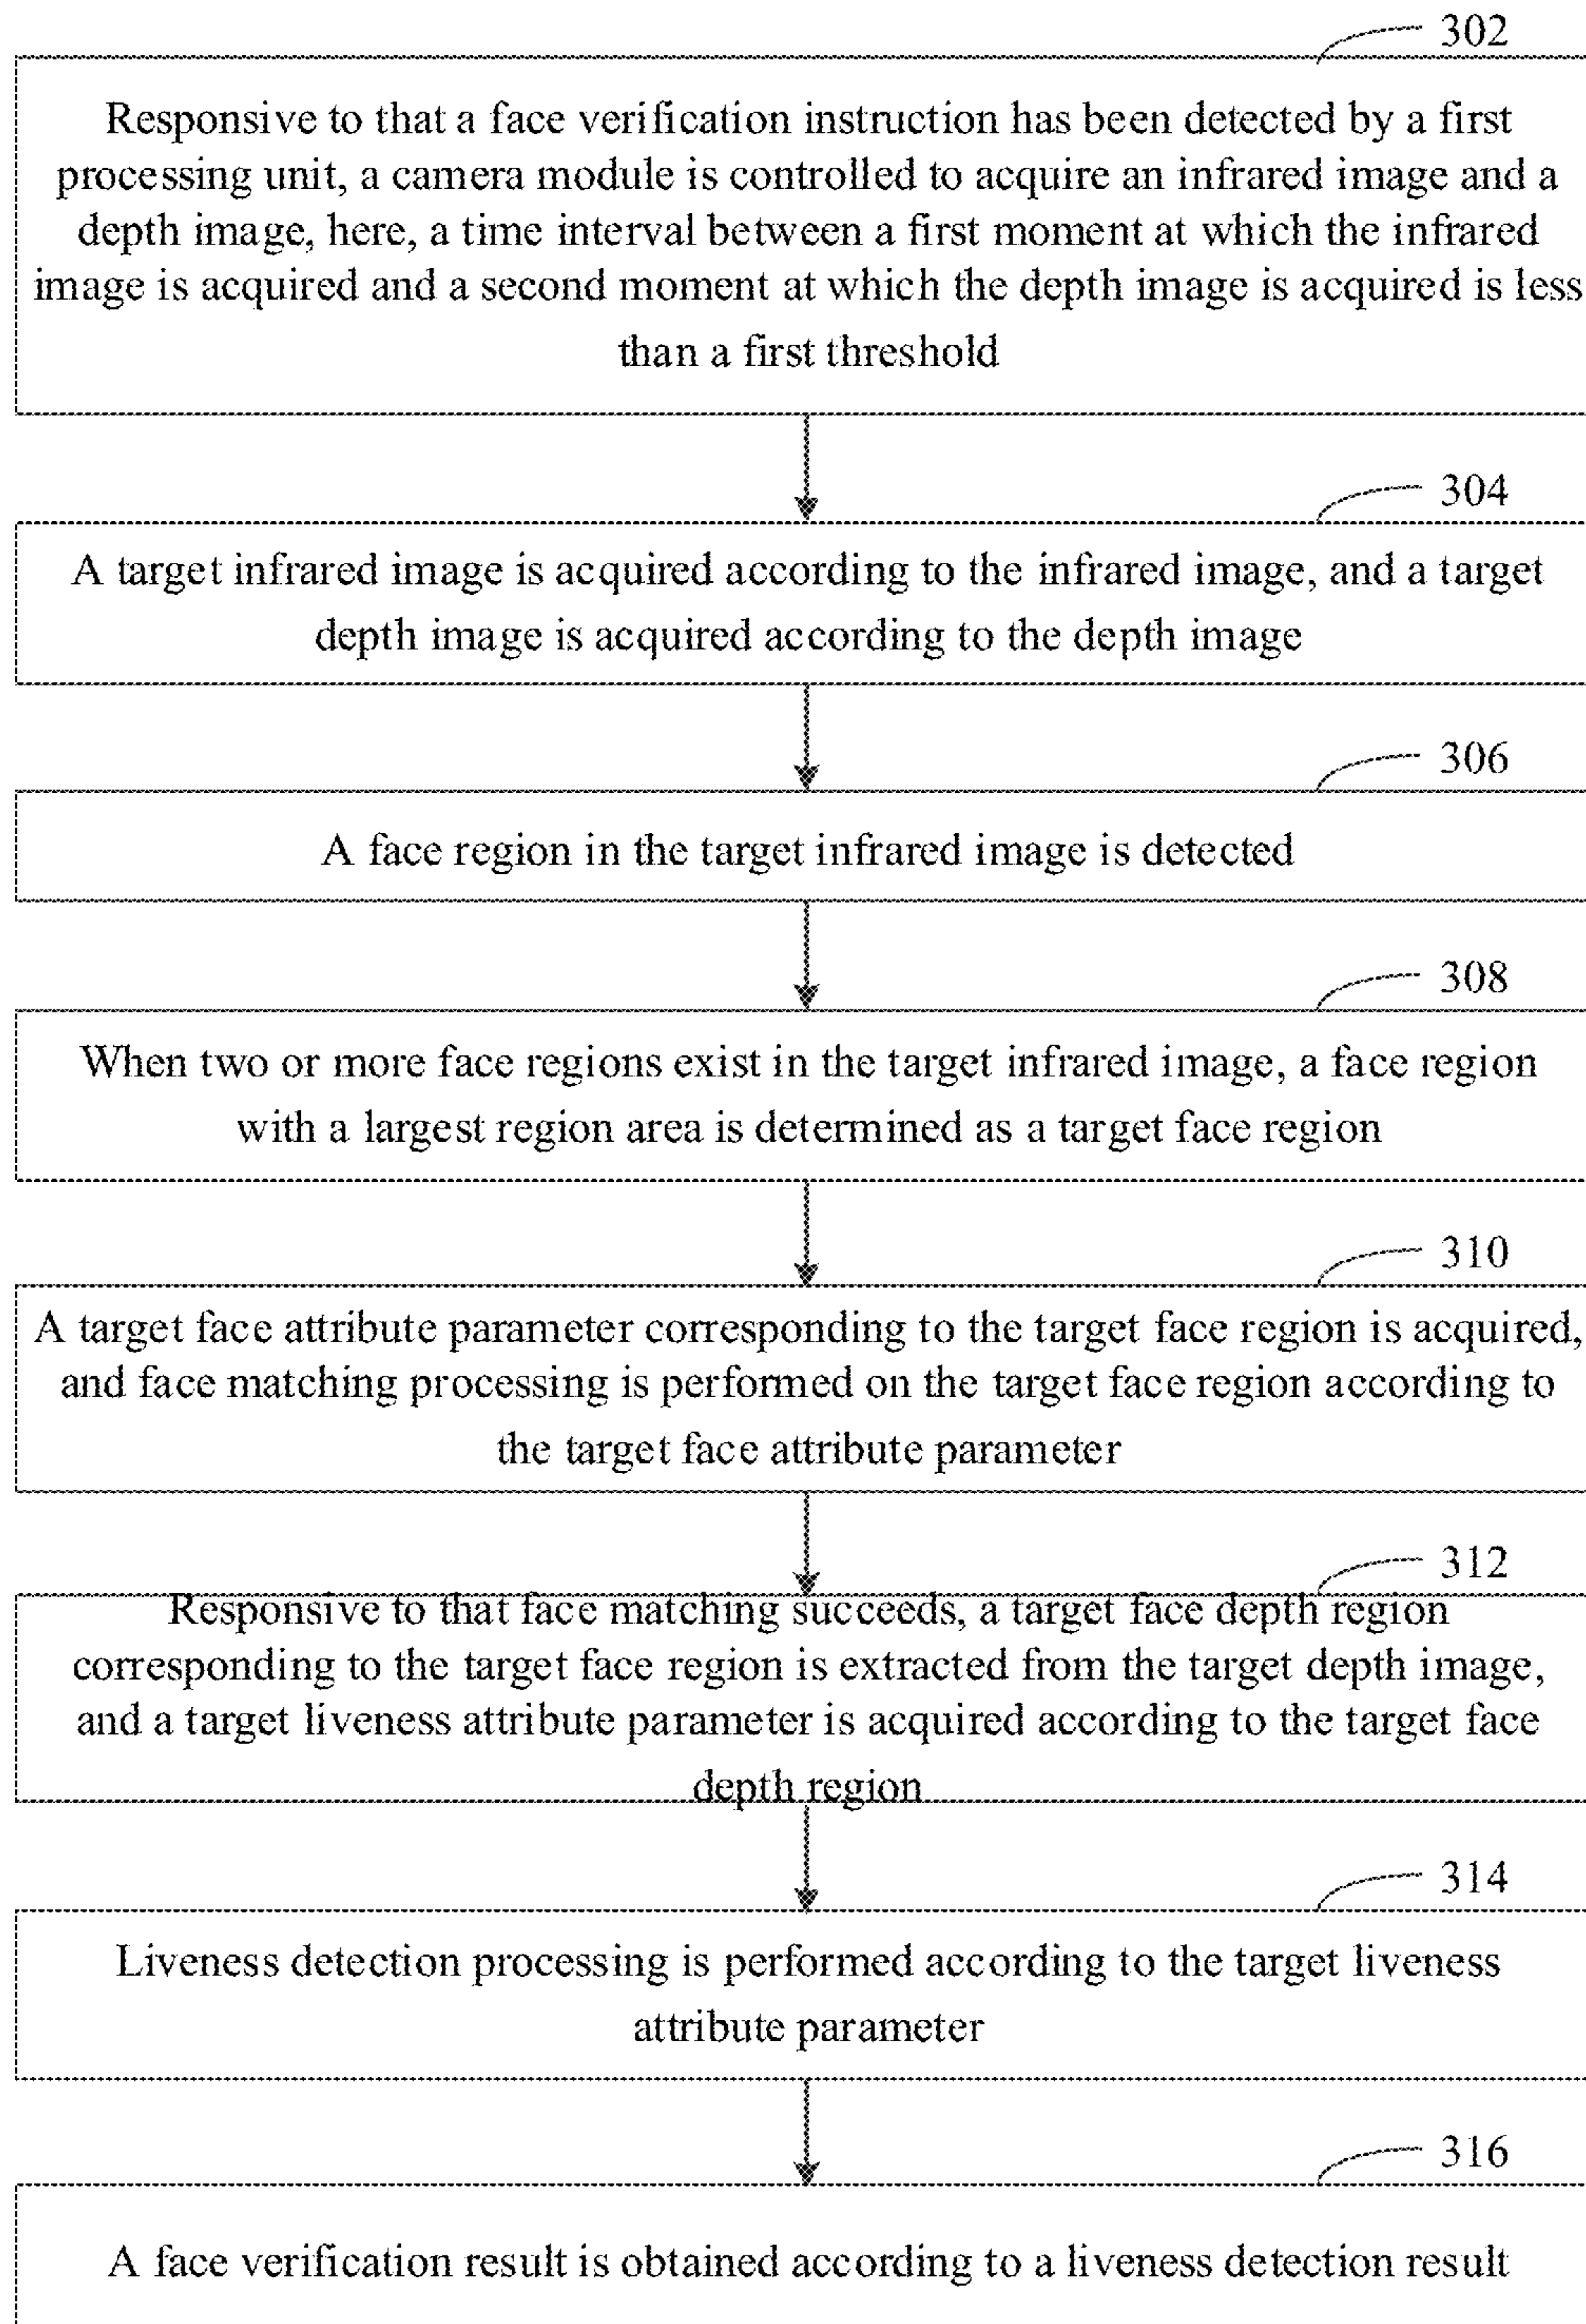 302
Responsive to that a face verification instruction has been detected by a first
processing unit, a camera module is controlled to acquire an infrared image and a
depth image, here, a time interval between a first moment at which the infrared
image is acquired and a second moment at which the depth image is acquired is less
than a first threshold
304
A target infrared image is acquired according to the infrared image, and a target
depth image is acquired according to the depth image
306
A face region in the target infrared image is detected
308
When two or more face regions exist in the target infrared image, a face region
with a largest region area is determined as a target face region
310
A target face attribute parameter corresponding to the target face region is acquired,
and face matching processing is performed on the target face region according to
the target face attribute parameter
312
Responsive to that face matching succeeds, a target face depth region
corresponding to the target face region is extracted from the target depth image,
and a target liveness attribute parameter is acquired according to the target face
depth region
314
Liveness detection processing is performed according to the target liveness
attribute parameter
316
A face verification result is obtained according to a liveness detection result